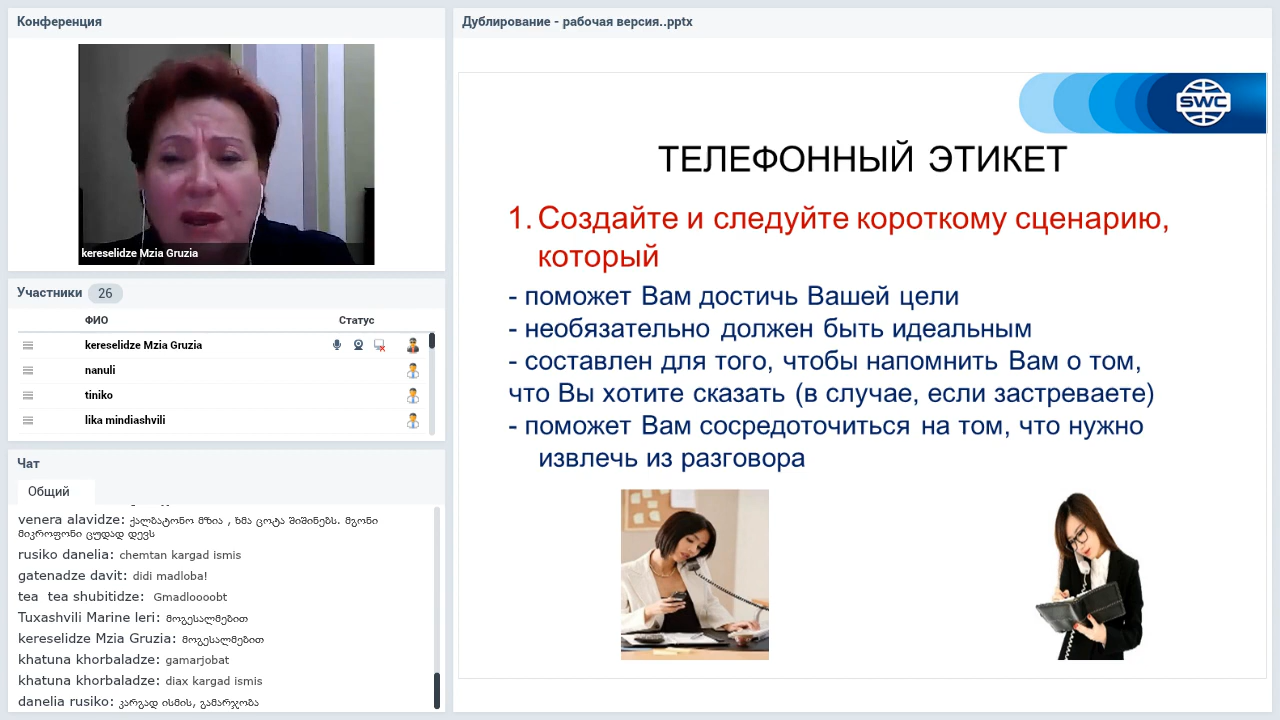 Конференция
kereselidze Mzia Gruzia
Участники 26
ФИО Статус
kereselidze Mzia Gruzia
nanuli
tiniko
lika mindiashvili
Чат
Общий
venera alavidze: ქალბატონო მზია , ხმა ცოტა შიშინებს. მგონი
მიკროფონი ცუდად დევს
rusiko danelia: chemtan kargad ismis
gatenadze davit: didi madloba!
tea tea shubitidze: Gmadloooobt
Tuxashvili Marine leri: მოგესალმებით
kereselidze Mzia Gruzia: მოგესალმებით
khatuna khorbaladze: gamarjobat
khatuna khorbaladze: diax kargad ismis
danelia rusiko: კარგად ისმის, გამარჯობა
Дублирование - рабочая версия..pptx
SWC
ТЕЛЕФОННЫЙ ЭТИКЕТ
1. Создайте и следуйте короткому сценарию,
который
- поможет Вам достичь Вашей цели
- необязательно должен быть идеальным
- составлен для того, чтобы напомнить Вам о том,
что Вы хотите сказать (в случае, если застреваете)
- поможет Вам сосредоточиться на том, что нужно
извлечь из разговора